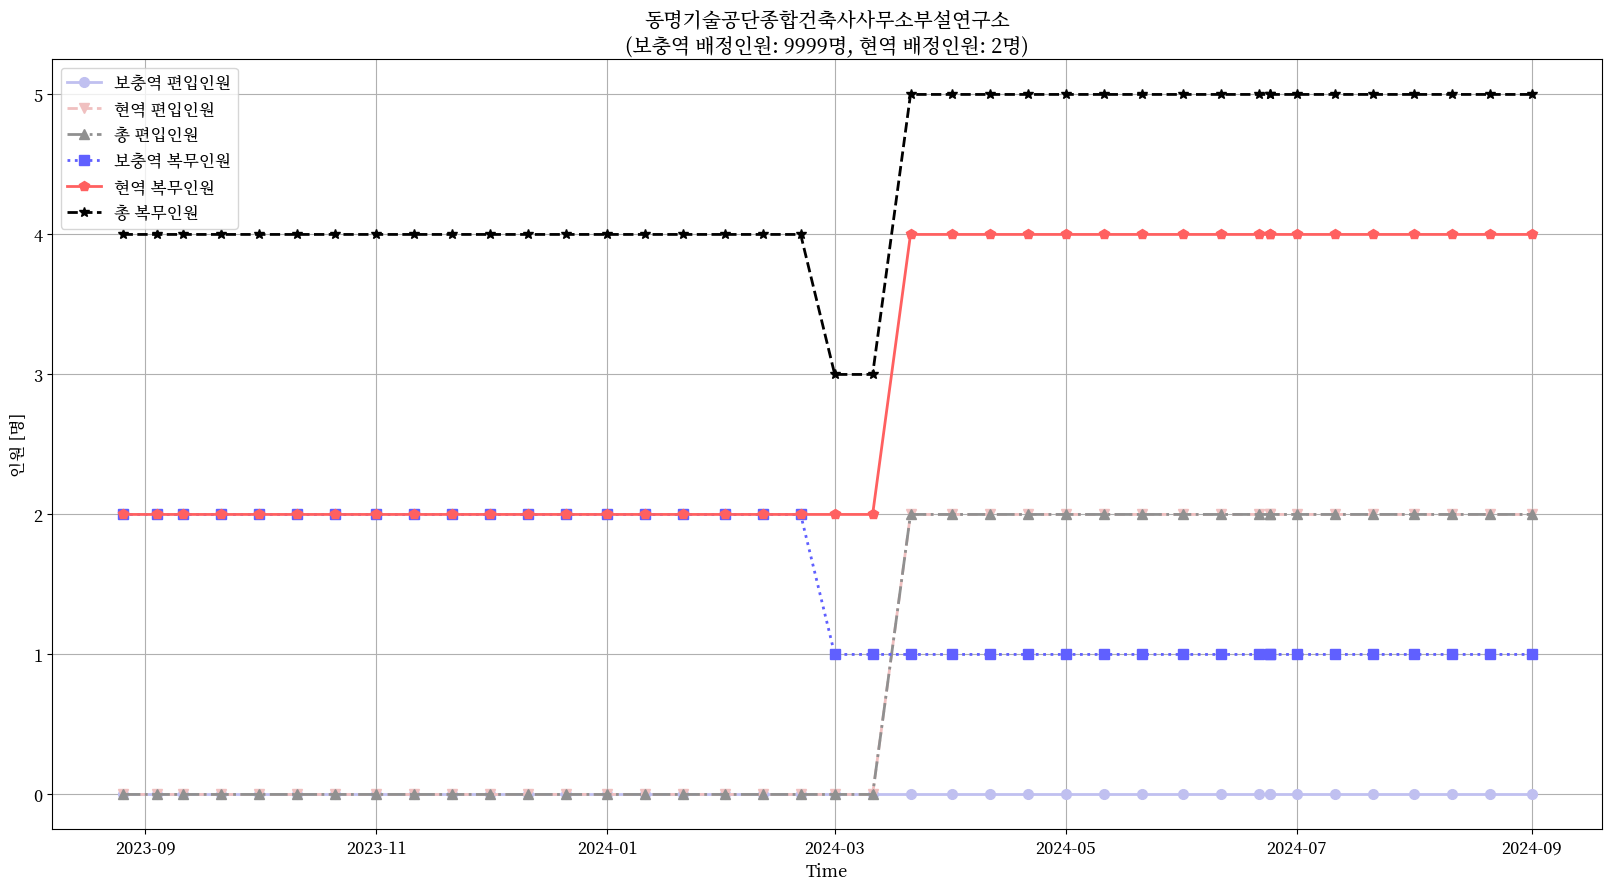 동명기술공단종합건축사사무소부설연구소
(보충역 배정인원: 9999명, 현역 배정인원: 2명)
보충역 편입인원
현역 편입인원
총 편입인원
보충역 복무인원
현역 복무인원
총 복무인원
5
4
3
2
1
0
인원 [명]
2023-09
2023-11
2024-01
2024-03
2024-05
2024-07
2024-09
Time